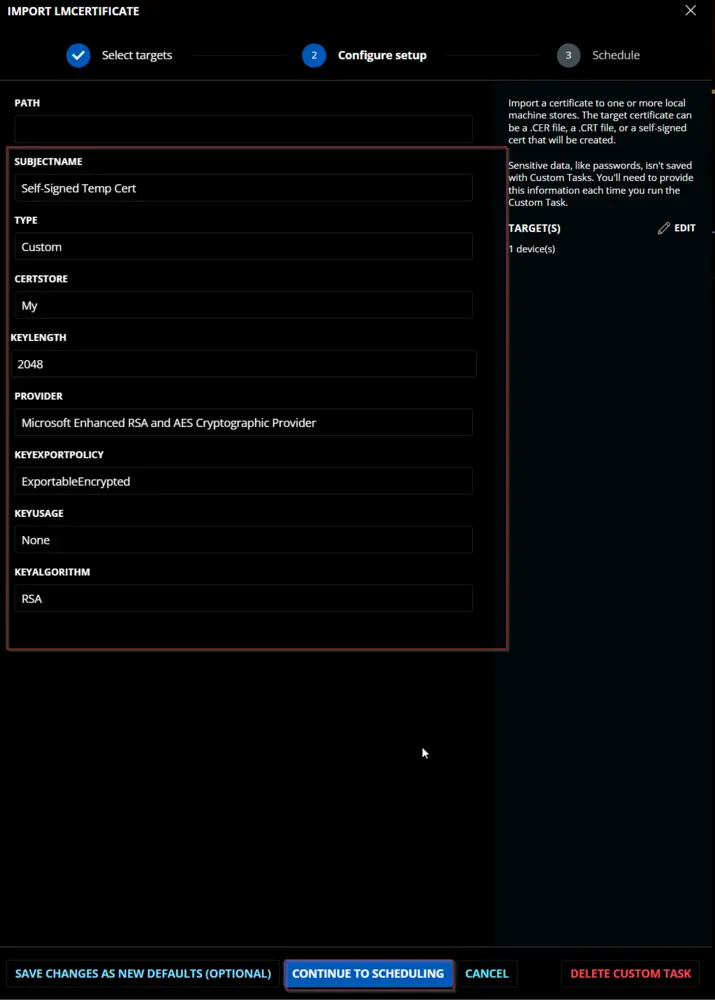 IMPORT LMCERTIFICATE
Select targets
2
Configure setup
3
Schedule
PATH
SUBJECTNAME
Self-Signed Temp Cert
TYPE
Custom
CERTSTORE
My
KEYLENGTH
2048
PROVIDER
Microsoft Enhanced RSA and AES Cryptographic Provider
KEYEXPORTPOLICY
ExportableEncrypted
KEYUSAGE
None
KEYALGORITHM
RSA
Import a certificate to one or more local
machine stores. The target certificate can
be a .CER file, a .CRT file, or a self-signed
cert that will be created.
Sensitive data, like passwords, isn't saved
with Custom Tasks. You'll need to provide
this information each time you run the
Custom Task.
TARGET(S)
EDIT
1 device(s)
SAVE CHANGES AS NEW DEFAULTS (OPTIONAL)
CONTINUE TO SCHEDULING
CANCEL
DELETE CUSTOM TASK